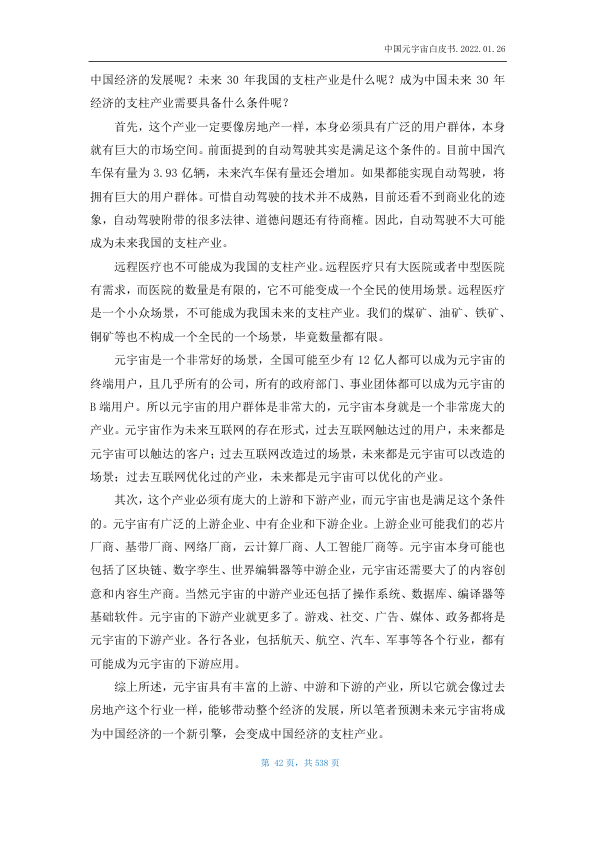 中国元宇宙白皮书.2022.01.26
中国经济的发展呢？未来 30 年我国的支柱产业是什么呢？成为中国未来 30 年
经济的支柱产业需要具备什么条件呢？
首先，这个产业一定要像房地产一样，本身必须具有广泛的用户群体，本身
就有巨大的市场空间。前面提到的自动驾驶其实是满足这个条件的。目前中国汽
车保有量为 3.93 亿辆，未来汽车保有量还会增加。如果都能实现自动驾驶，将
拥有巨大的用户群体。可惜自动驾驶的技术并不成熟，目前还看不到商业化的迹
象，自动驾驶附带的很多法律、道德问题还有待商榷。因此，自动驾驶不大可能
成为未来我国的支柱产业。
远程医疗也不可能成为我国的支柱产业。远程医疗只有大医院或者中型医院
有需求，而医院的数量是有限的，它不可能变成一个全民的使用场景。远程医疗
是一个小众场景，不可能成为我国未来的支柱产业。我们的煤矿、油矿、铁矿、
铜矿等也不构成一个全民的一个场景，毕竟数量都有限。
元宇宙是一个非常好的场景，全国可能至少有 12 亿人都可以成为元宇宙的
终端用户，且几乎所有的公司，所有的政府部门、事业团体都可以成为元宇宙的
B 端用户。所以元宇宙的用户群体是非常大的，元宇宙本身就是一个非常庞大的
产业。元宇宙作为未来互联网的存在形式，过去互联网触达过的用户，未来都是
元宇宙可以触达的客户；过去互联网改造过的场景，未来都是元宇宙可以改造的
场景；过去互联网优化过的产业，未来都是元宇宙可以优化的产业。
其次，这个产业必须有庞大的上游和下游产业，而元宇宙也是满足这个条件
的。元宇宙有广泛的上游企业、中有企业和下游企业。上游企业可能我们的芯片
厂商、基带厂商、网络厂商，云计算厂商、人工智能厂商等。元宇宙本身可能也
包括了区块链、数字孪生、世界编辑器等中游企业，元宇宙还需要大了的内容创
意和内容生产商。当然元宇宙的中游产业还包括了操作系统、数据库、编译器等
基础软件。元宇宙的下游产业就更多了。游戏、社交、广告、媒体、政务都将是
元宇宙的下游产业。各行各业，包括航天、航空、汽车、军事等各个行业，都有
可能成为元宇宙的下游应用。
综上所述，元宇宙具有丰富的上游、中游和下游的产业，所以它就会像过去
房地产这个行业一样，能够带动整个经济的发展，所以笔者预测未来元宇宙将成
为中国经济的一个新引擎，会变成中国经济的支柱产业。
第 42 页，共 538 页